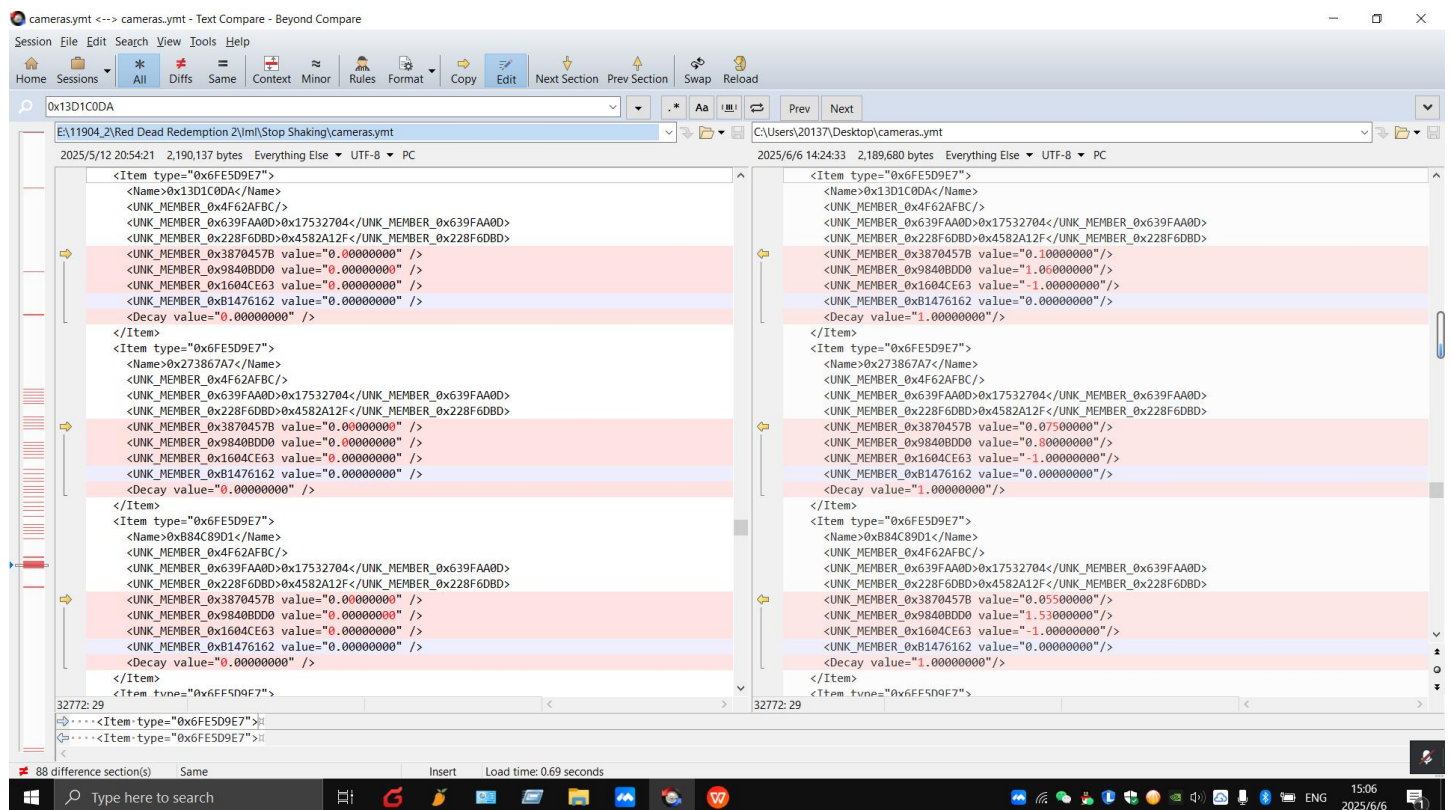 cameras.ymt <--> cameras..ymt - Text Compare - Beyond Compare
Session File Edit Search View Tools Help
Home Sessions All Diffs Same Context Minor Rules Format Copy Edit Next Section Prev Section Swap Reload
0x13D1C0DA .* Aa Prev Next
E:\11904_2\Red Dead Redemption 2\lml\Stop Shaking\cameras.ymt
2025/5/12 20:54:21 2,190,137 bytes Everything Else UTF-8 PC
<Item type="0x6FE5D9E7">
<Name>0x13D1C0DA</Name>
<UNK_MEMBER_0x4F62AFBC/>
<UNK_MEMBER_0x639FAA0D>0x17532704</UNK_MEMBER_0x639FAA0D>
<UNK_MEMBER_0x228F6DBD>0x4582A12F</UNK_MEMBER_0x228F6DBD>
<UNK_MEMBER_0x3870457B value="0.00000000" />
<UNK_MEMBER_0x9840BDD0 value="0.00000000" />
<UNK_MEMBER_0x1604CE63 value="0.00000000" />
<UNK_MEMBER_0xB1476162 value="0.00000000" />
<Decay value="0.00000000" />
</Item>
<Item type="0x6FE5D9E7">
<Name>0x273867A7</Name>
<UNK_MEMBER_0x4F62AFBC/>
<UNK_MEMBER_0x639FAA0D>0x17532704</UNK_MEMBER_0x639FAA0D>
<UNK_MEMBER_0x228F6DBD>0x4582A12F</UNK_MEMBER_0x228F6DBD>
<UNK_MEMBER_0x3870457B value="0.00000000" />
<UNK_MEMBER_0x9840BDD0 value="0.00000000" />
<UNK_MEMBER_0x1604CE63 value="0.00000000" />
<UNK_MEMBER_0xB1476162 value="0.00000000" />
<Decay value="0.00000000" />
</Item>
<Item type="0x6FE5D9E7">
<Name>0xB84C89D1</Name>
<UNK_MEMBER_0x4F62AFBC/>
<UNK_MEMBER_0x639FAA0D>0x17532704</UNK_MEMBER_0x639FAA0D>
<UNK_MEMBER_0x228F6DBD>0x4582A12F</UNK_MEMBER_0x228F6DBD>
<UNK_MEMBER_0x3870457B value="0.00000000" />
<UNK_MEMBER_0x9840BDD0 value="0.00000000" />
<UNK_MEMBER_0x1604CE63 value="0.00000000" />
<UNK_MEMBER_0xB1476162 value="0.00000000" />
<Decay value="0.00000000" />
</Item>
<Item type="0x6FE5D9E7">
32772: 29
C:\Users\20137\Desktop\cameras..ymt
2025/6/6 14:24:33 2,189,680 bytes Everything Else UTF-8 PC
<Item type="0x6FE5D9E7">
<Name>0x13D1C0DA</Name>
<UNK_MEMBER_0x4F62AFBC/>
<UNK_MEMBER_0x639FAA0D>0x17532704</UNK_MEMBER_0x639FAA0D>
<UNK_MEMBER_0x228F6DBD>0x4582A12F</UNK_MEMBER_0x228F6DBD>
<UNK_MEMBER_0x3870457B value="0.10000000"/>
<UNK_MEMBER_0x9840BDD0 value="1.06000000"/>
<UNK_MEMBER_0x1604CE63 value="-1.00000000"/>
<UNK_MEMBER_0xB1476162 value="0.00000000"/>
<Decay value="1.00000000"/>
</Item>
<Item type="0x6FE5D9E7">
<Name>0x273867A7</Name>
<UNK_MEMBER_0x4F62AFBC/>
<UNK_MEMBER_0x639FAA0D>0x17532704</UNK_MEMBER_0x639FAA0D>
<UNK_MEMBER_0x228F6DBD>0x4582A12F</UNK_MEMBER_0x228F6DBD>
<UNK_MEMBER_0x3870457B value="0.07500000"/>
<UNK_MEMBER_0x9840BDD0 value="0.80000000"/>
<UNK_MEMBER_0x1604CE63 value="-1.00000000"/>
<UNK_MEMBER_0xB1476162 value="0.00000000"/>
<Decay value="1.00000000"/>
</Item>
<Item type="0x6FE5D9E7">
<Name>0xB84C89D1</Name>
<UNK_MEMBER_0x4F62AFBC/>
<UNK_MEMBER_0x639FAA0D>0x17532704</UNK_MEMBER_0x639FAA0D>
<UNK_MEMBER_0x228F6DBD>0x4582A12F</UNK_MEMBER_0x228F6DBD>
<UNK_MEMBER_0x3870457B value="0.05500000"/>
<UNK_MEMBER_0x9840BDD0 value="1.53000000"/>
<UNK_MEMBER_0x1604CE63 value="-1.00000000"/>
<UNK_MEMBER_0xB1476162 value="0.00000000"/>
<Decay value="1.00000000"/>
</Item>
<Item type="0x6FE5D9E7">
32772: 29
····<Item·type="0x6FE5D9E7">¤
····<Item·type="0x6FE5D9E7">¤
88 difference section(s) Same Insert Load time: 0.69 seconds
Type here to search ENG 15:06
2025/6/6